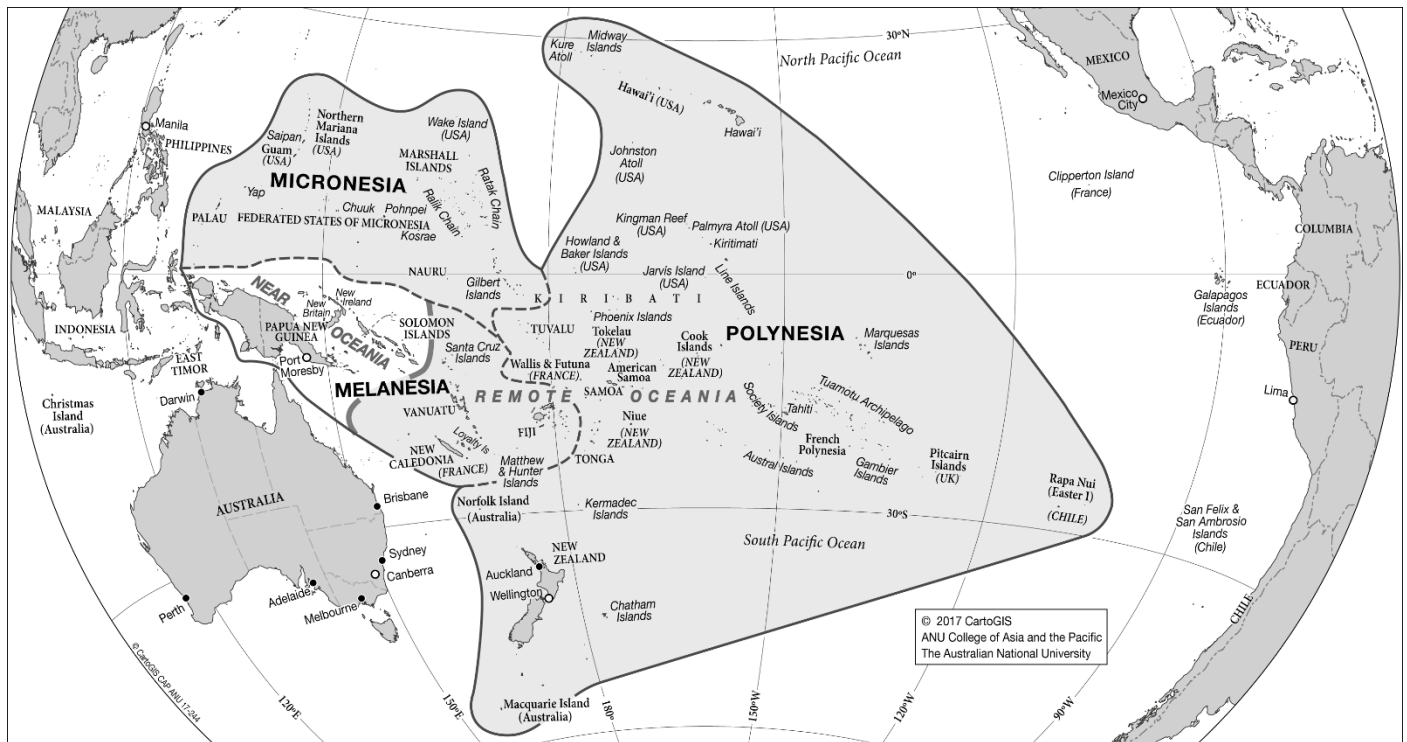 Kure
Atoll
Midway
Islands
30°N
North Pacific Ocean
MEXICO
Mexico
City
Hawai'i (USA)
Hawai'i
Manila
PHILIPPINES
Saipan
Guam
(USA)
Northern
Mariana
Islands
(USA)
Wake Island
(USA)
MARSHALL
ISLANDS
Johnston
Atoll
(USA)
MICRONESIA
Ratak Chain
Ralik Chain
Clipperton Island
(France)
Yap
Chuuk
Pohnpei
MALAYSIA
PALAU
FEDERATED STATES OF MICRONESIA
Kosrae
Kingman Reef
(USA)
Palmyra Atoll (USA)
Kiritimati
COLUMBIA
Howland &
Baker Islands
(USA)
NAURU
Gilbert
Islands
Jarvis Island
(USA)
Line Islands
0°
ECUADOR
Galapagos
Islands
(Ecuador)
NEAR
OCEANIA
New
Britain
New
Ireland
KIRIBATI
Phoenix Islands
INDONESIA
PAPUA NEW
GUINEA
SOLOMON
ISLANDS
TUVALU
Tokelau
(NEW
ZEALAND)
Cook
Islands
(NEW
ZEALAND)
POLYNESIA
Marquesas
Islands
PERU
EAST
TIMOR
Port
Moresby
Santa Cruz
Islands
Wallis & Futuna
(FRANCE)
American
Samoa
SAMOA
MELANESIA
REMOTE OCEANIA
Lima
Darwin
Christmas
Island
(Australia)
VANUATU
FIJI
Niue
(NEW
ZEALAND)
Society Islands
Tahiti
Tuamotu Archipelago
French
Polynesia
Loyalty Is
NEW
CALEDONIA
(FRANCE)
Matthew
& Hunter
Islands
TONGA
Austral Islands
Gambier
Islands
Pitcairn
Islands
(UK)
Rapa Nui
(Easter I)
(CHILE)
AUSTRALIA
Brisbane
Norfolk Island
(Australia)
Kermadec
Islands
30°S
San Felix &
San Ambrosio
Islands
(Chile)
South Pacific Ocean
Sydney
Canberra
NEW
ZEALAND
Auckland
Wellington
Perth
Adelaide
Melbourne
Chatham
Islands
CHILE
© 2017 CartoGIS
ANU College of Asia and the Pacific
The Australian National University
© CartoGIS CAP ANU 17-244
Macquarie Island
(Australia)
120°E
150°E
180°
150°W
120°W
90°W